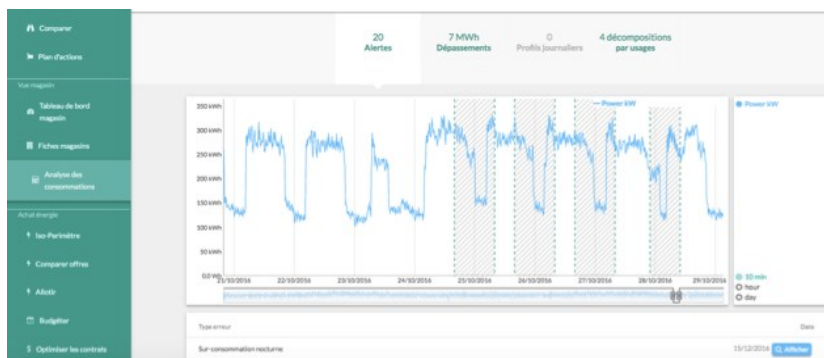 Comparer
Plan d'actions
Vue magasin
Tableau de bord
magasin
Fiches magasins
Analyse des
consommations
Achat énergie
Iso-Perimètre
Comparer offres
Allotir
Budgéter
Optimiser les contrats
20
Alertes
7 MWh
Dépassements
0
Profils journaliers
4 décompositions
par usages
Power kW
350 kWh
300 kWh
250 kWh
200 kWh
150 kWh
100 kWh
50 kWh
0.0 Wh
21/10/2016 22/10/2016 23/10/2016 24/10/2016 25/10/2016 26/10/2016 27/10/2016 28/10/2016 29/10/2016
Power kW
10 min
hour
day
Type erreur Date
Sur-consommation nocturne 15/12/2016 Afficher